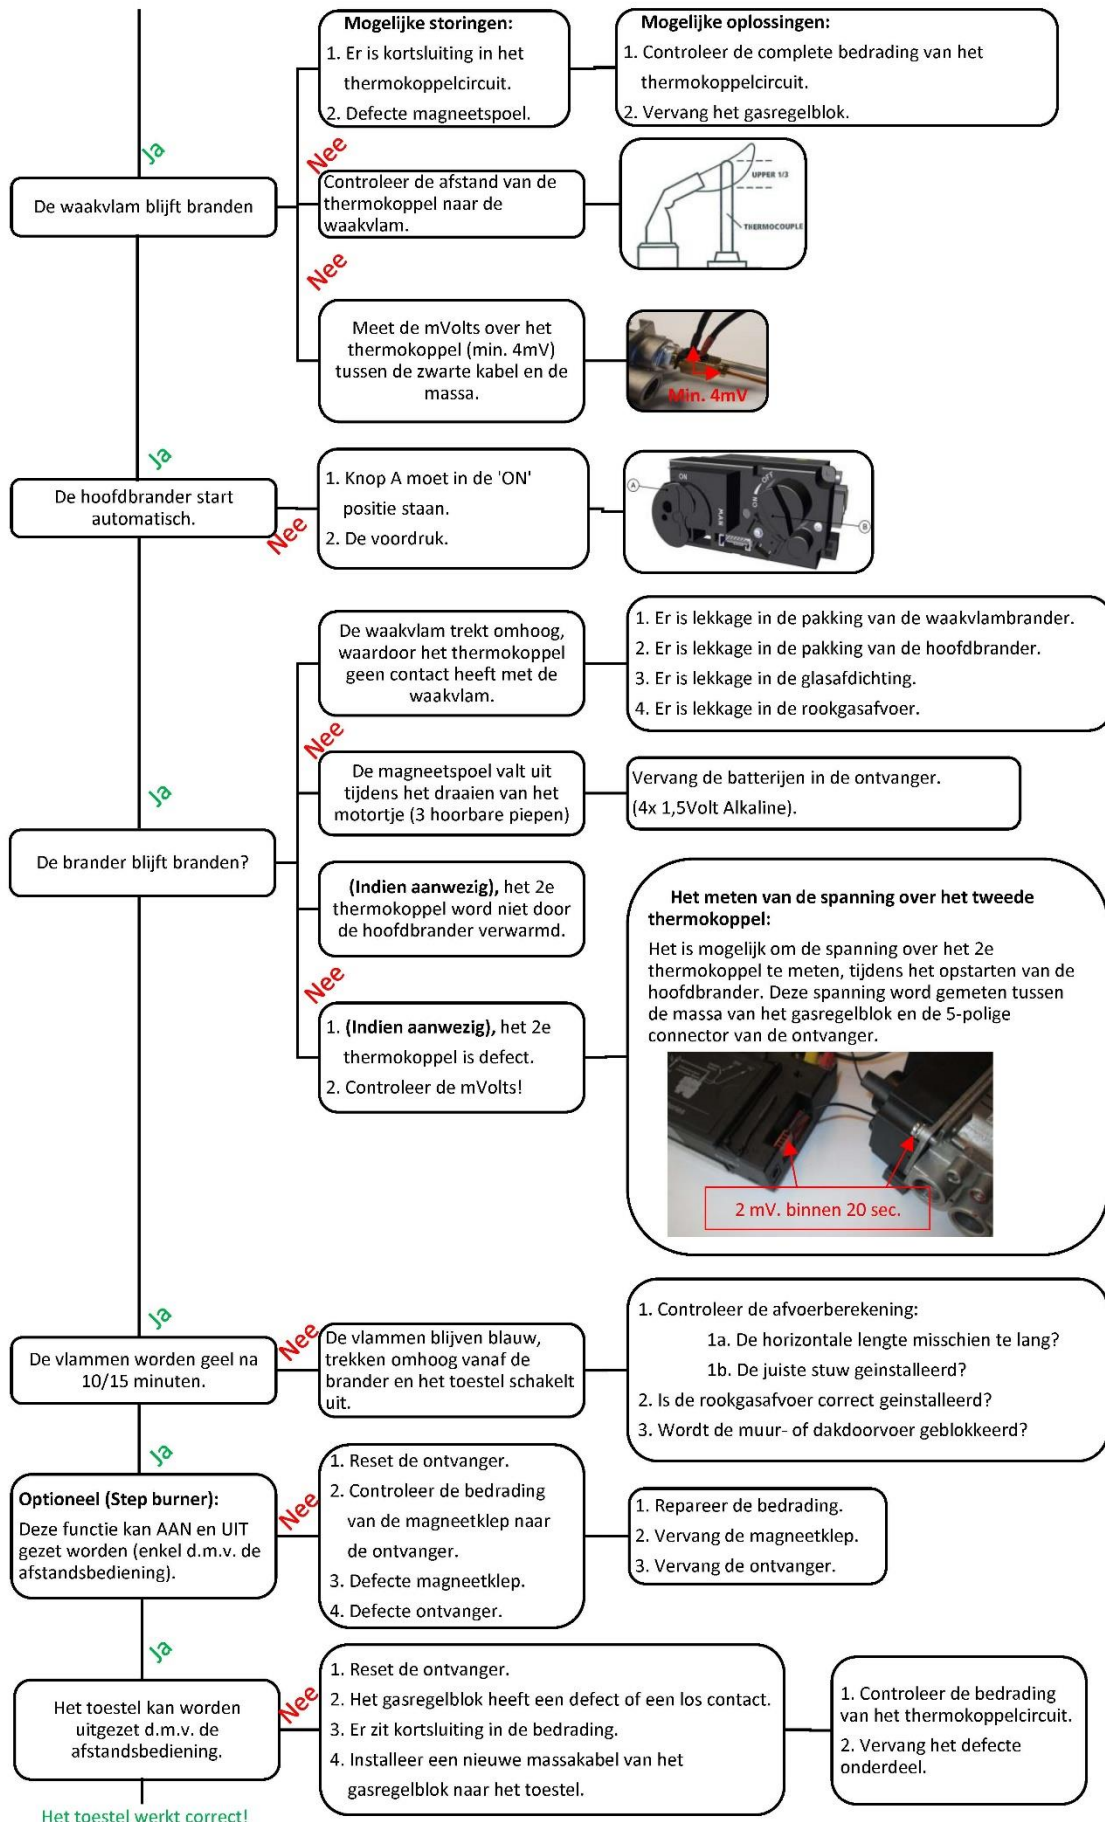 Mogelijke storingen:
1. Er is kortsluiting in het
thermokoppelcircuit.
2. Defecte magneetspoel.
Mogelijke oplossingen:
1. Controleer de complete bedrading van het
thermokoppelcircuit.
2. Vervang het gasregelblok.
Ja
Nee
De waakvlam blijft branden
Controleer de afstand van de
thermokoppel naar de
waakvlam.
UPPER 1/3
THERMOCOUPLE
Nee
Meet de mVolts over het
thermokoppel (min. 4mV)
tussen de zwarte kabel en de
massa.
Min. 4mV
Ja
De hoofdbrander start
automatisch.
Nee
1. Knop A moet in de 'ON'
positie staan.
2. De voordruk.
A
ON
MAN
OFF
ON
B
De waakvlam trekt omhoog,
waardoor het thermokoppel
geen contact heeft met de
waakvlam.
1. Er is lekkage in de pakking van de waakvlambrander.
2. Er is lekkage in de pakking van de hoofdbrander.
3. Er is lekkage in de glasafdichting.
4. Er is lekkage in de rookgasafvoer.
Nee
Ja
De magneetspoel valt uit
tijdens het draaien van het
motortje (3 hoorbare piepen)
Vervang de batterijen in de ontvanger.
(4x 1,5Volt Alkaline).
De brander blijft branden?
(Indien aanwezig), het 2e
thermokoppel word niet door
de hoofdbrander verwarmd.
Nee
1. (Indien aanwezig), het 2e
thermokoppel is defect.
2. Controleer de mVolts!
Het meten van de spanning over het tweede
thermokoppel:
Het is mogelijk om de spanning over het 2e
thermokoppel te meten, tijdens het opstarten van de
hoofdbrander. Deze spanning word gemeten tussen
de massa van het gasregelblok en de 5-polige
connector van de ontvanger.
2 mV. binnen 20 sec.
Ja
De vlammen worden geel na
10/15 minuten.
Nee
De vlammen blijven blauw,
trekken omhoog vanaf de
brander en het toestel schakelt
uit.
1. Controleer de afvoerberekening:
1a. De horizontale lengte misschien te lang?
1b. De juiste stuw geinstalleerd?
2. Is de rookgasafvoer correct geinstalleerd?
3. Wordt de muur- of dakdoorvoer geblokkeerd?
Ja
Optioneel (Step burner):
Deze functie kan AAN en UIT
gezet worden (enkel d.m.v. de
afstandsbediening).
Nee
1. Reset de ontvanger.
2. Controleer de bedrading
van de magneetklep naar
de ontvanger.
3. Defecte magneetklep.
4. Defecte ontvanger.
1. Repareer de bedrading.
2. Vervang de magneetklep.
3. Vervang de ontvanger.
Ja
Het toestel kan worden
uitgezet d.m.v. de
afstandsbediening.
Nee
1. Reset de ontvanger.
2. Het gasregelblok heeft een defect of een los contact.
3. Er zit kortsluiting in de bedrading.
4. Installeer een nieuwe massakabel van het
gasregelblok naar het toestel.
1. Controleer de bedrading
van het thermokoppelcircuit.
2. Vervang het defecte
onderdeel.
Het toestel werkt correct!